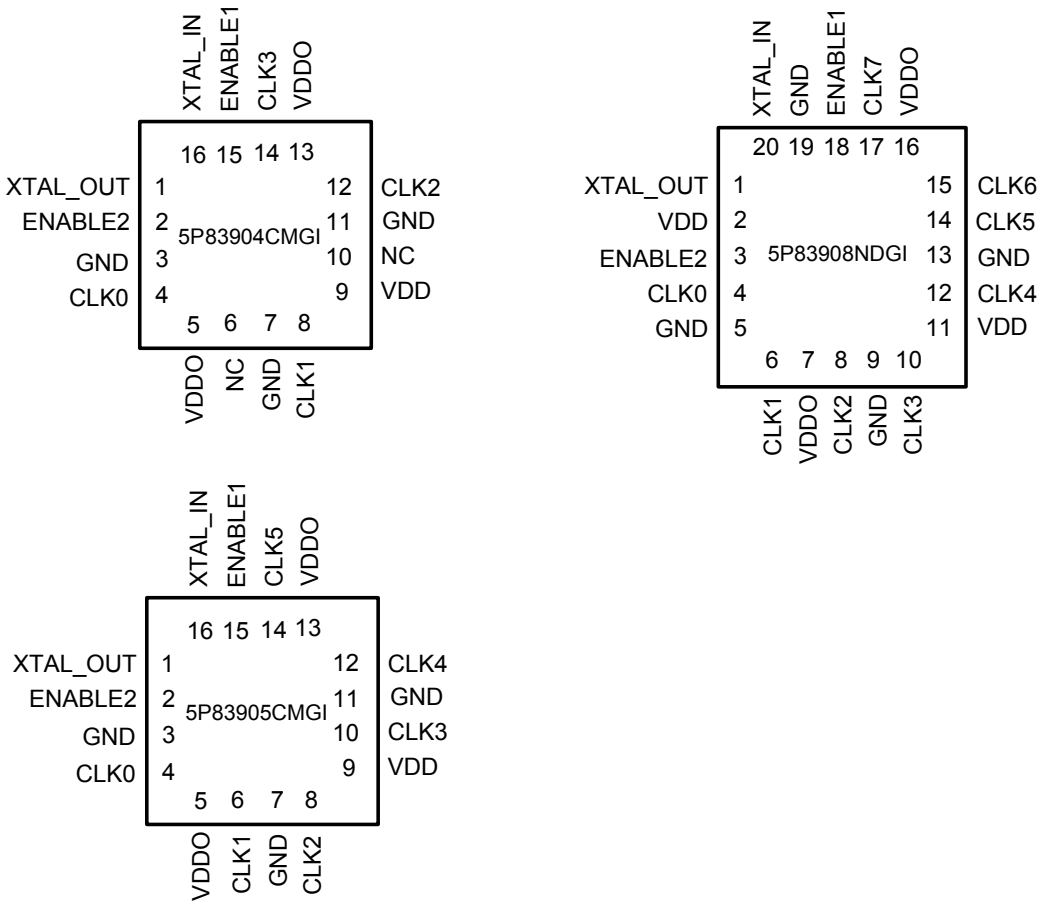 XTAL_IN
ENABLE1
CLK3
VDDO
16 15 14 13
XTAL_OUT 1
ENABLE2 2
GND 3
CLK0 4
5P83904CMGI
12 CLK2
11 GND
10 NC
9 VDD
5 6 7 8
VDDO
NC
GND
CLK1
XTAL_IN
GND
ENABLE1
CLK7
VDDO
20 19 18 17 16
XTAL_OUT 1
VDD 2
ENABLE2 3
CLK0 4
GND 5
5P83908NDGI
15 CLK6
14 CLK5
13 GND
12 CLK4
11 VDD
6 7 8 9 10
CLK1
VDDO
CLK2
GND
CLK3
XTAL_IN
ENABLE1
CLK5
VDDO
16 15 14 13
XTAL_OUT 1
ENABLE2 2
GND 3
CLK0 4
5P83905CMGI
12 CLK4
11 GND
10 CLK3
9 VDD
5 6 7 8
VDDO
CLK1
GND
CLK2